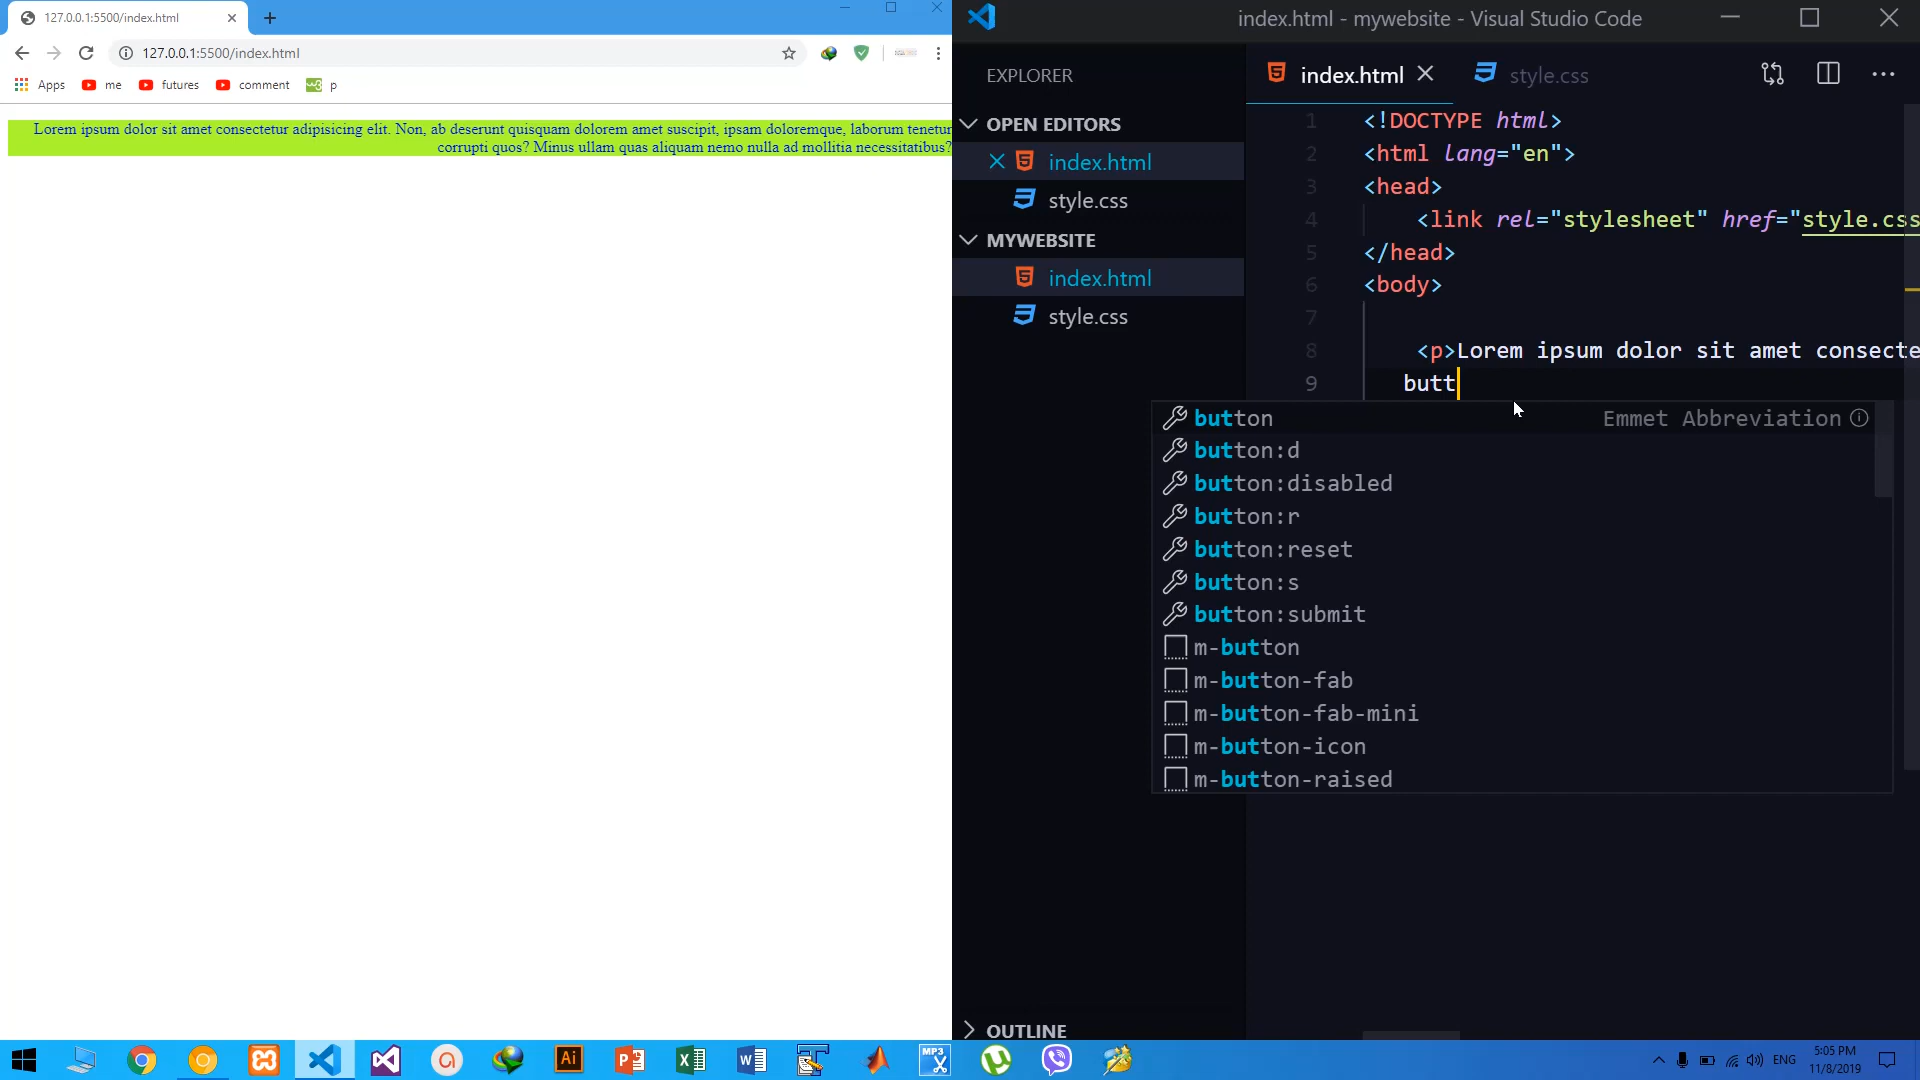 127.0.0.1:5500/index.html
127.0.0.1:5500/index.html
Apps
me
futures
comment
p
Lorem ipsum dolor sit amet consectetur adipisicing elit. Non, ab deserunt quisquam dolorem amet suscipit, ipsam doloremque, laborum tenetur
corrupti quos? Minus ullam quas aliquam nemo nulla ad mollitia necessitatibus?
index.html - mywebsite - Visual Studio Code
EXPLORER
OPEN EDITORS
index.html
style.css
MYWEBSITE
index.html
style.css
OUTLINE
index.html
style.css
1 <!DOCTYPE html>
2 <html lang="en">
3 <head>
4 <link rel="stylesheet" href="style.css
5 </head>
6 <body>
7
8 <p>Lorem ipsum dolor sit amet consecte
9 butt
button Emmet Abbreviation
button:d
button:disabled
button:r
button:reset
button:s
button:submit
m-button
m-button-fab
m-button-fab-mini
m-button-icon
m-button-raised
Ai
MP3
ENG
5:05 PM
11/8/2019